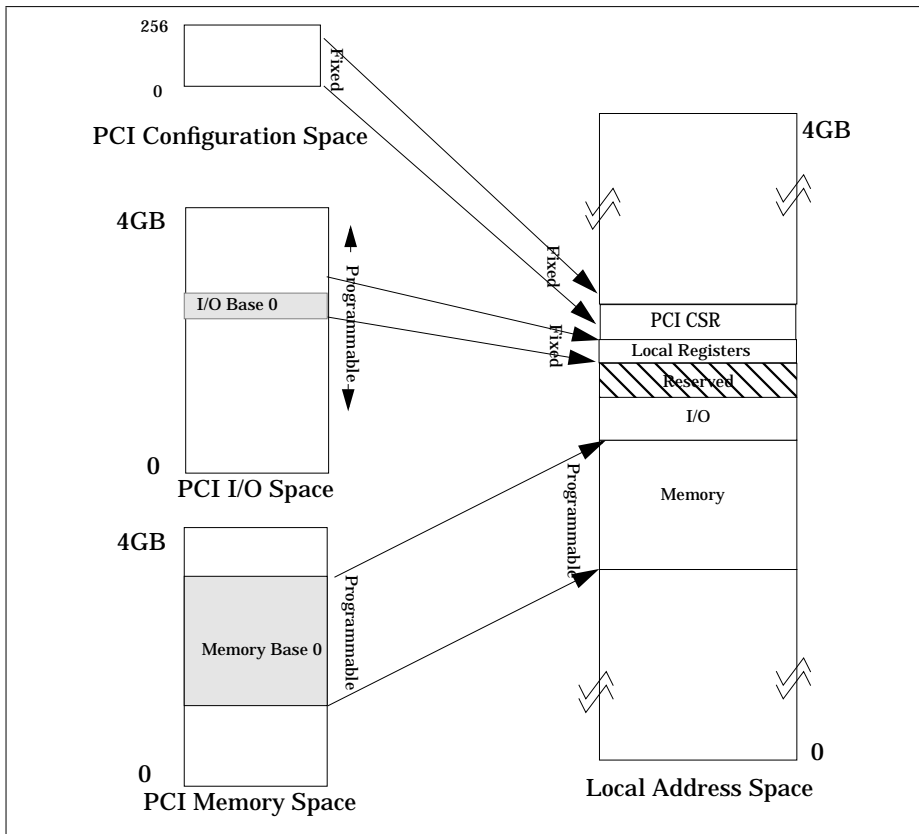 256
0
Fixed
PCI Configuration Space
4GB
I/O Base 0
Programmable
0
PCI I/O Space
4GB
Memory Base 0
Programmable
0
PCI Memory Space
Fixed
Fixed
Programmable
4GB
PCI CSR
Local Registers
Reserved
I/O
Memory
0
Local Address Space